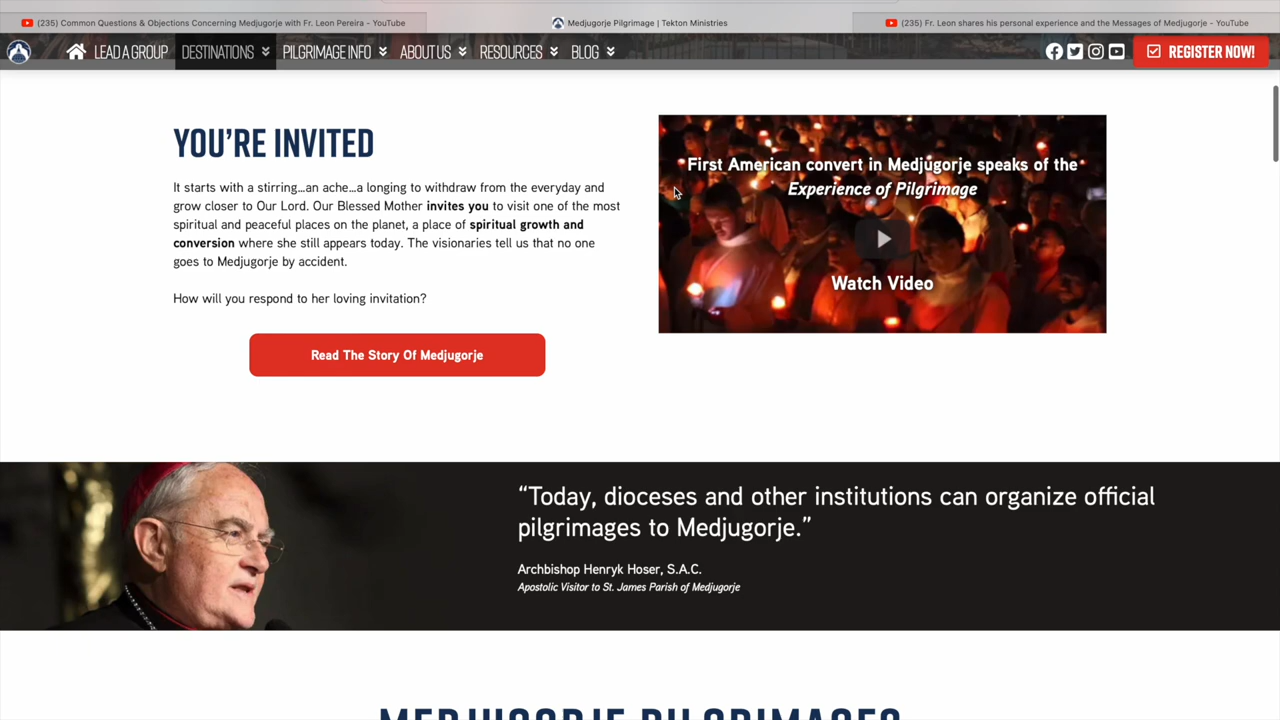 (235) Common Questions & Objections Concerning Medjugorje with Fr. Leon Pereira - YouTube
Medjugorje Pilgrimage | Tekton Ministries
(235) Fr. Leon shares his personal experience and the Messages of Medjugorje - YouTube
LEAD A GROUP
DESTINATIONS
PILGRIMAGE INFO
ABOUT US
RESOURCES
BLOG
REGISTER NOW!
YOU'RE INVITED
It starts with a stirring...an ache...a longing to withdraw from the everyday and
grow closer to Our Lord. Our Blessed Mother invites you to visit one of the most
spiritual and peaceful places on the planet, a place of spiritual growth and
conversion where she still appears today. The visionaries tell us that no one
goes to Medjugorje by accident.
How will you respond to her loving invitation?
Read The Story Of Medjugorje
First American convert in Medjugorje speaks of the
Experience of Pilgrimage
Watch Video
“Today, dioceses and other institutions can organize official
pilgrimages to Medjugorje.”
Archbishop Henryk Hoser, S.A.C.
Apostolic Visitor to St. James Parish of Medjugorje
MEDJUGORJE PILGRIMAGES